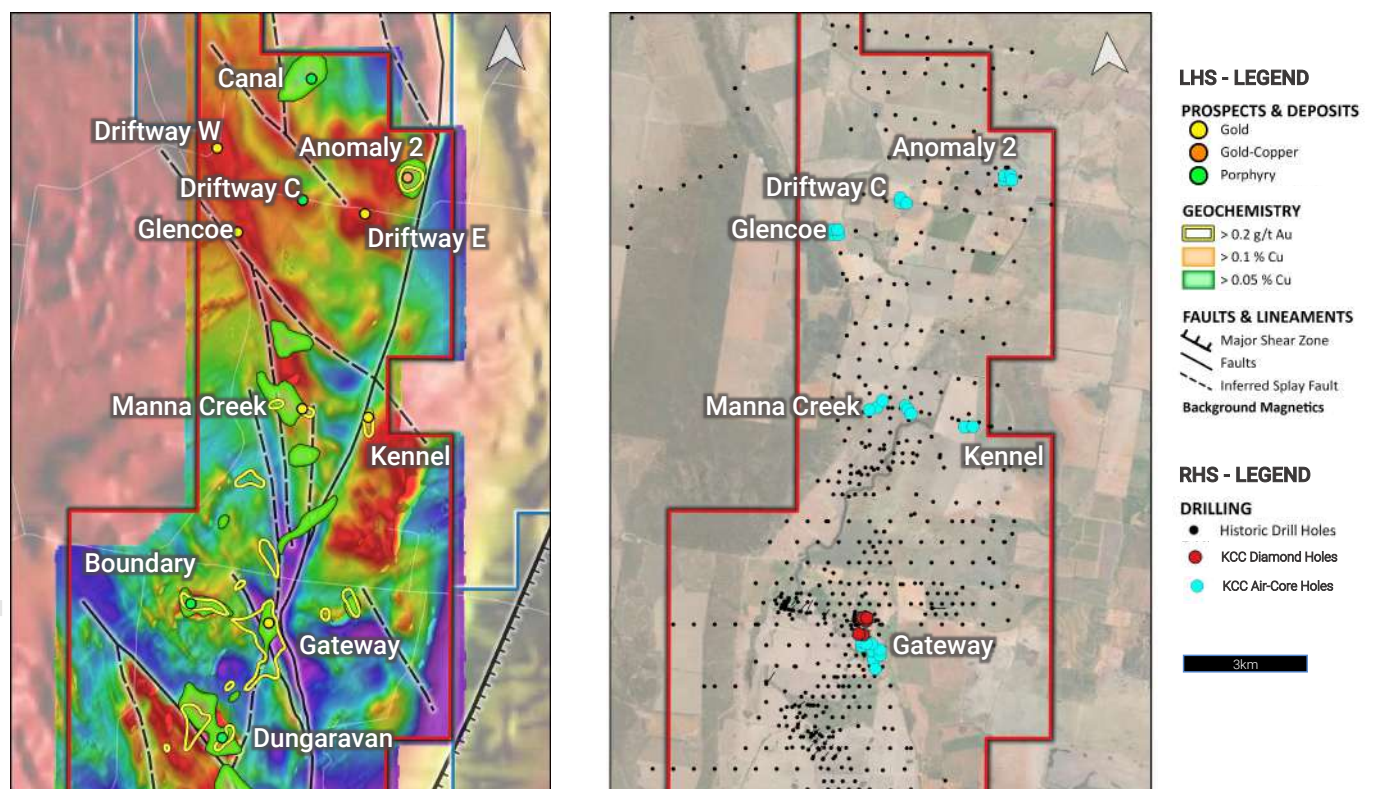 Canal
Driftway W
Anomaly 2
Driftway C
Glencoe
Driftway E
Manna Creek
Kennel
Boundary
Gateway
Dungaravan
Anomaly 2
Driftway C
Glencoe
Manna Creek
Kennel
Gateway
LHS - LEGEND
PROSPECTS & DEPOSITS
Gold
Gold-Copper
Porphyry
GEOCHEMISTRY
> 0.2 g/t Au
> 0.1 % Cu
> 0.05 % Cu
FAULTS & LINEAMENTS
Major Shear Zone
Faults
Inferred Splay Fault
Background Magnetics
RHS - LEGEND
DRILLING
Historic Drill Holes
KCC Diamond Holes
KCC Air-Core Holes
3km